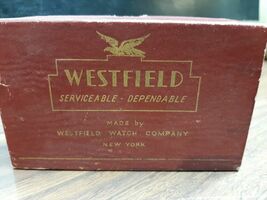 WESTFIELD
SERVICEABLE - DEPENDABLE
MADE by
WESTFIELD WATCH COMPANY
NEW YORK